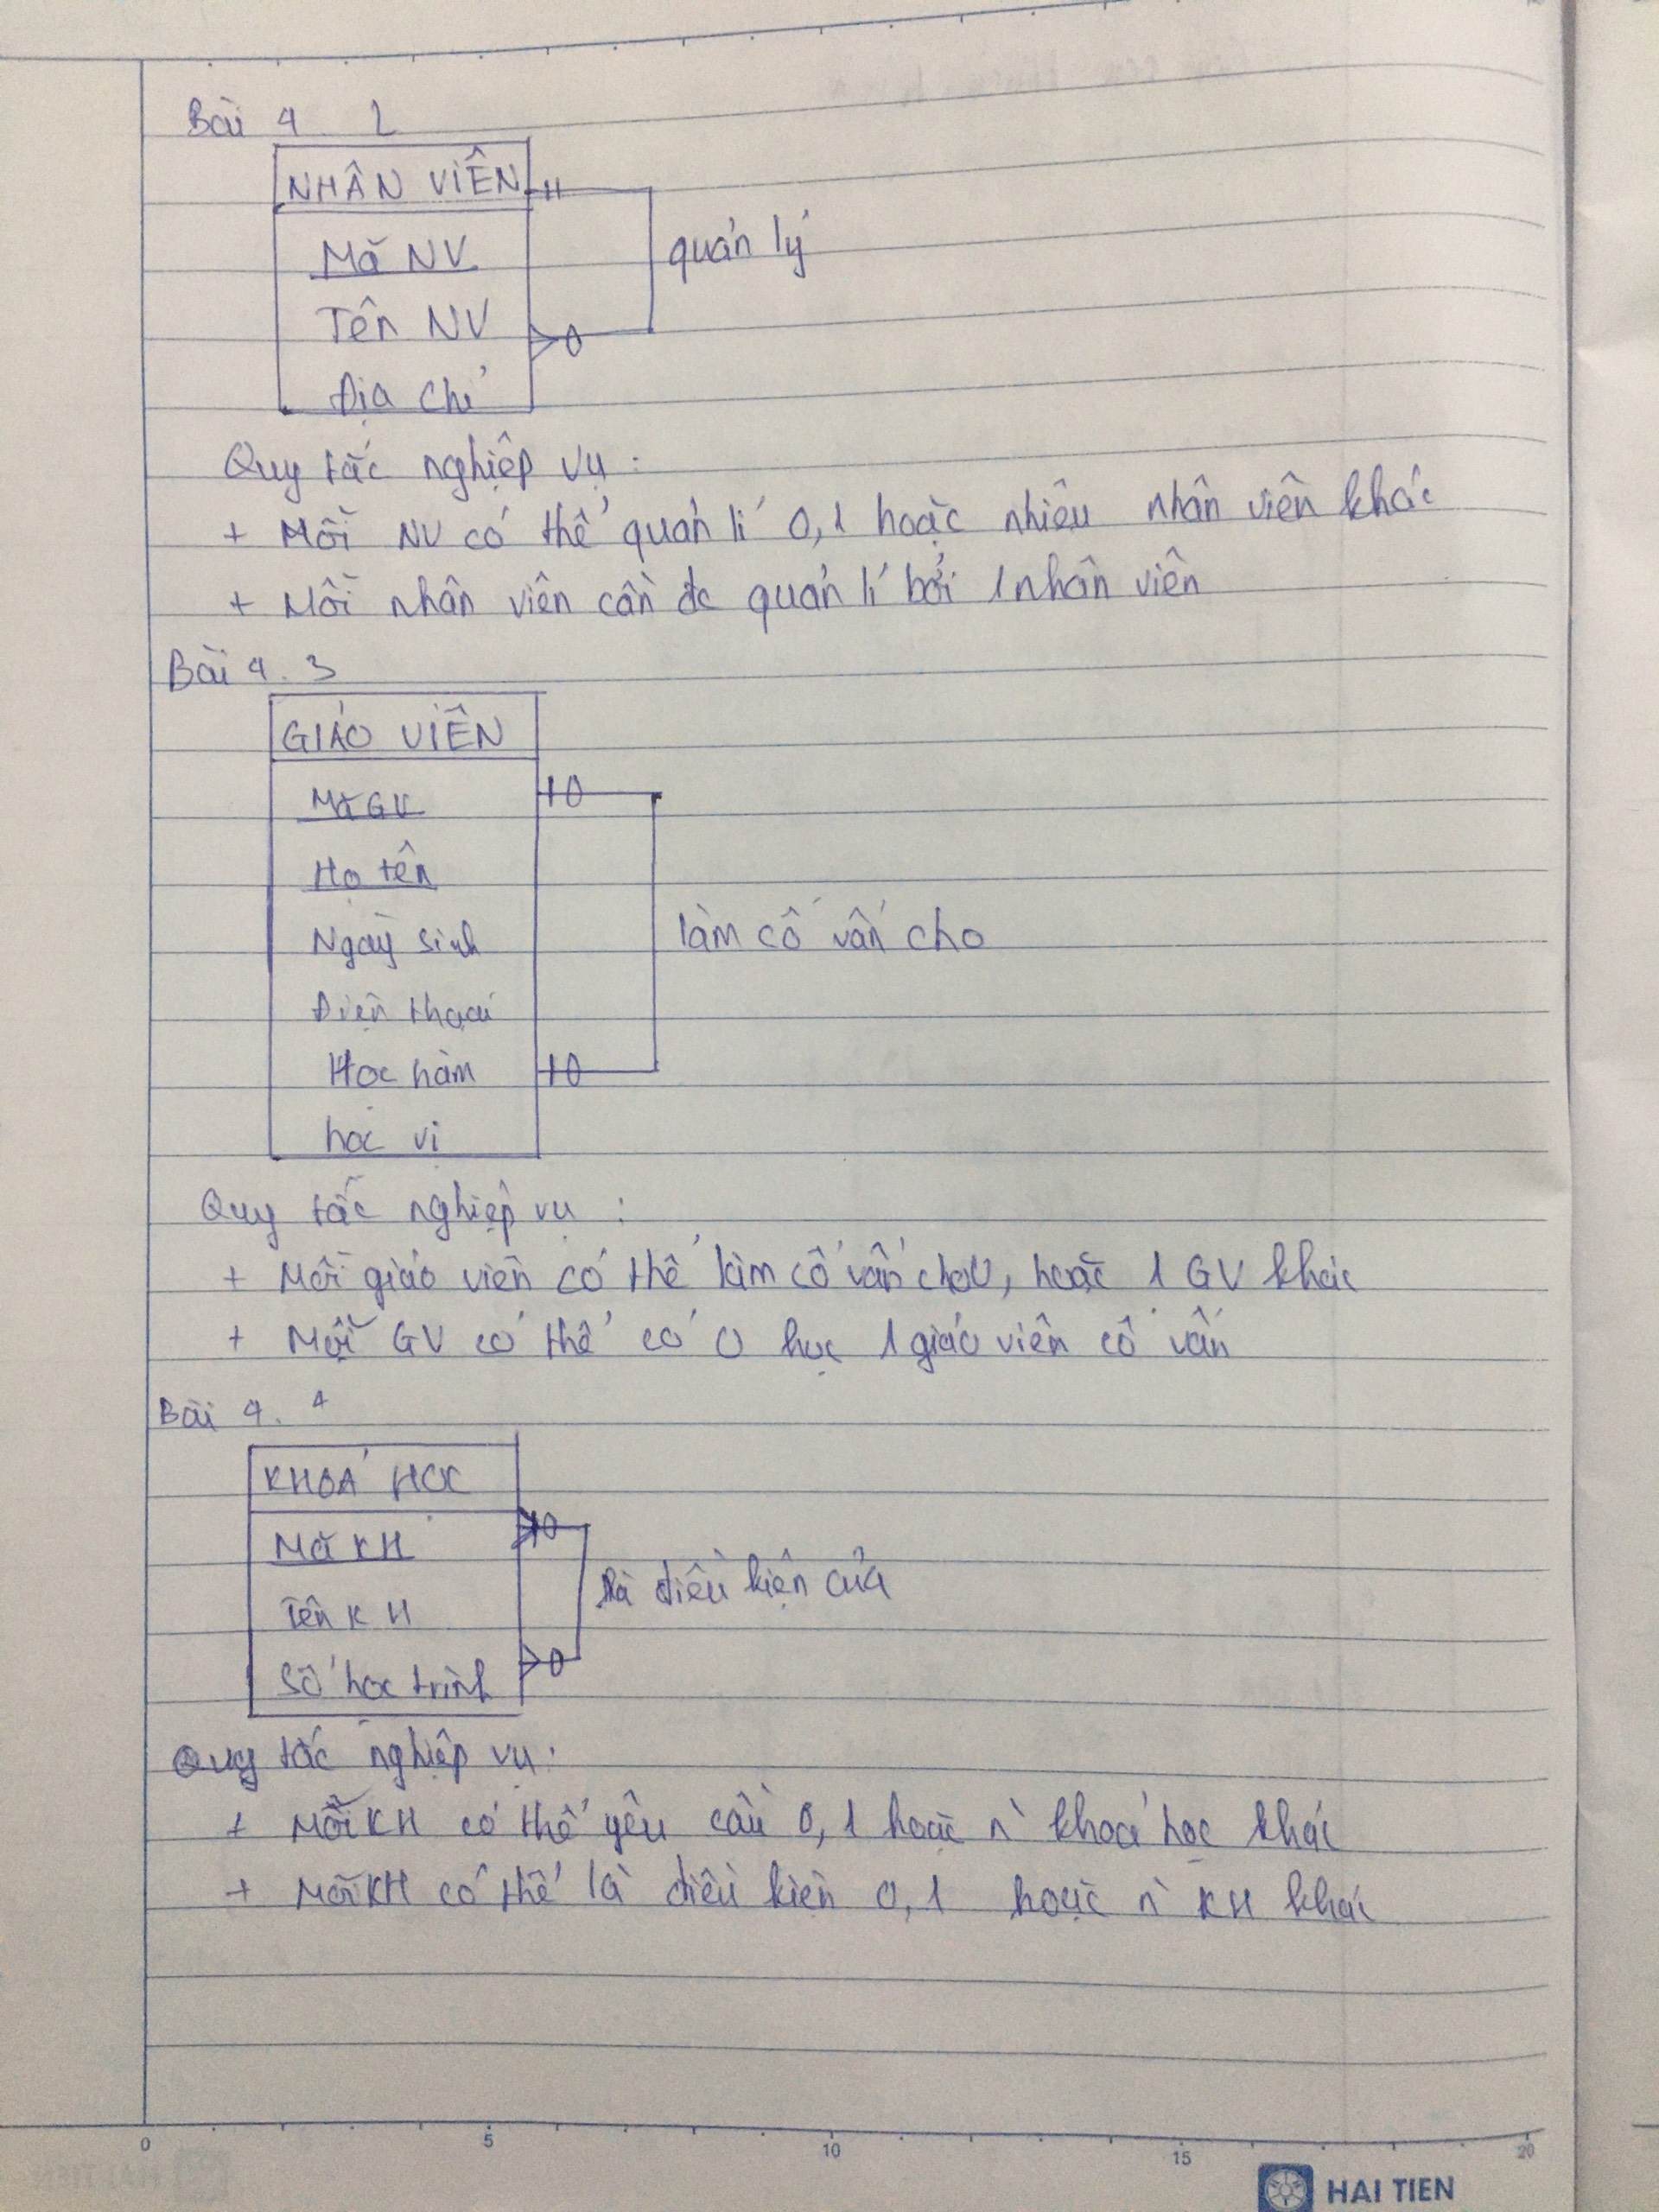 Bài 4 2
NHÂN VIÊN
Mã NV
quản lý
Tên NV
Địa chỉ
Quy tắc nghiệp vụ :
+ Mỗi NV có thể quản lí 0,1 hoặc nhiều nhân viên khác
+ Mỗi nhân viên cần đc quản lí bởi 1 nhân viên
Bài 4. 3
GIÁO VIÊN
Mã GV
Họ tên
Ngày sinh
làm cố vấn cho
Điện thoại
Học hàm
học vị
Quy tắc nghiệp vụ :
+ Mỗi giáo viên có thể làm cố vấn cho 0, hoặc 1 GV khác
+ Mỗi GV có thể có 0 hoặc 1 giáo viên cố vấn
Bài 4. 4
KHOÁ HỌC
Mã KH
là điều kiện của
Tên KH
Số học trình
Quy tắc nghiệp vụ :
+ Mỗi KH có thể yêu cầu 0,1 hoặc n khoá học khác
+ Mỗi KH có thể là điều kiện 0,1 hoặc n KH khác
0 5 10 15 20
HAI TIEN